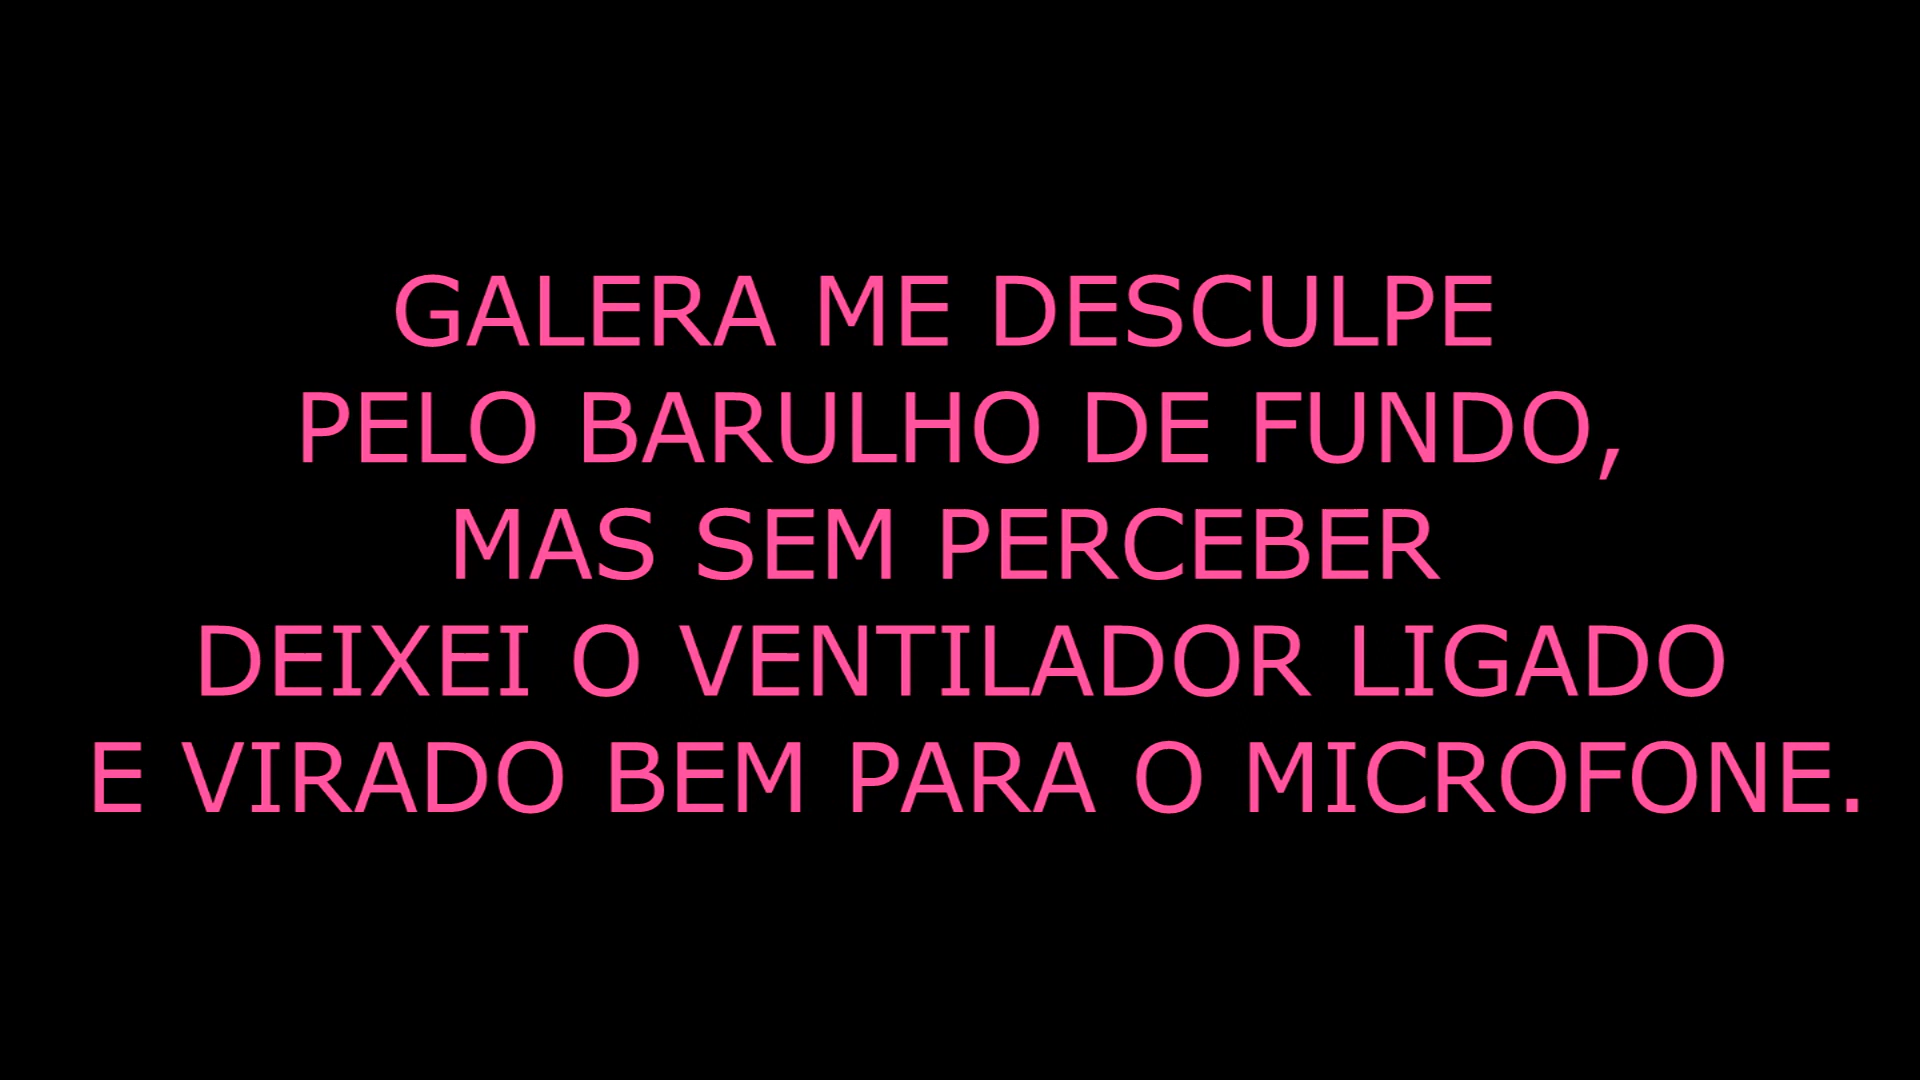 GALERA ME DESCULPE
PELO BARULHO DE FUNDO,
MAS SEM PERCEBER
DEIXEI O VENTILADOR LIGADO
E VIRADO BEM PARA O MICROFONE.